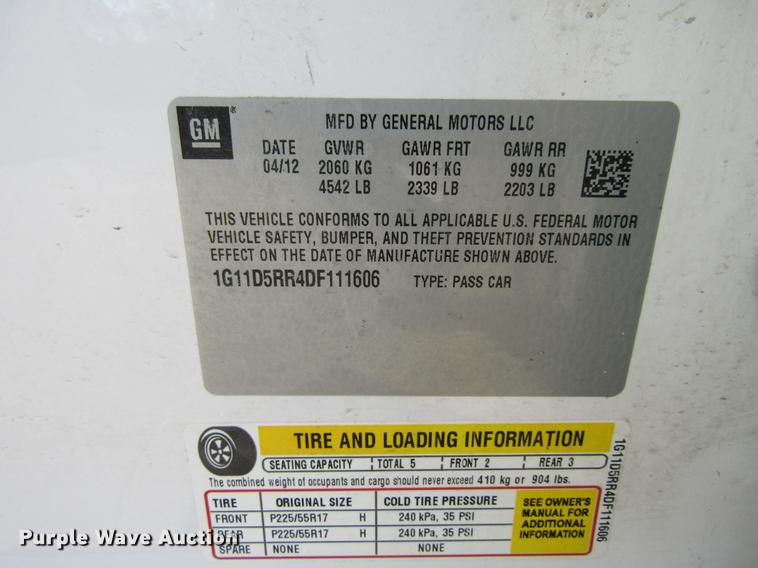 GM
MFD BY GENERAL MOTORS LLC
DATE GVWR GAWR FRT GAWR RR
04/12 2060 KG 1061 KG 999 KG
4542 LB 2339 LB 2203 LB
THIS VEHICLE CONFORMS TO ALL APPLICABLE U.S. FEDERAL MOTOR
VEHICLE SAFETY, BUMPER, AND THEFT PREVENTION STANDARDS IN
EFFECT ON THE DATE OF MANUFACTURE SHOWN ABOVE.
1G11D5RR4DF111606 TYPE: PASS CAR
TIRE AND LOADING INFORMATION
SEATING CAPACITY TOTAL 5 FRONT 2 REAR 3
The combined weight of occupants and cargo should never exceed 410 kg or 904 lbs.
TIRE ORIGINAL SIZE COLD TIRE PRESSURE
FRONT P225/55R17 H 240 kPa, 35 PSI
REAR P225/55R17 H 240 kPa, 35 PSI
SPARE NONE NONE
SEE OWNER'S
MANUAL FOR
ADDITIONAL
INFORMATION
1G11D5RR4DF111606
Purple Wave Auction